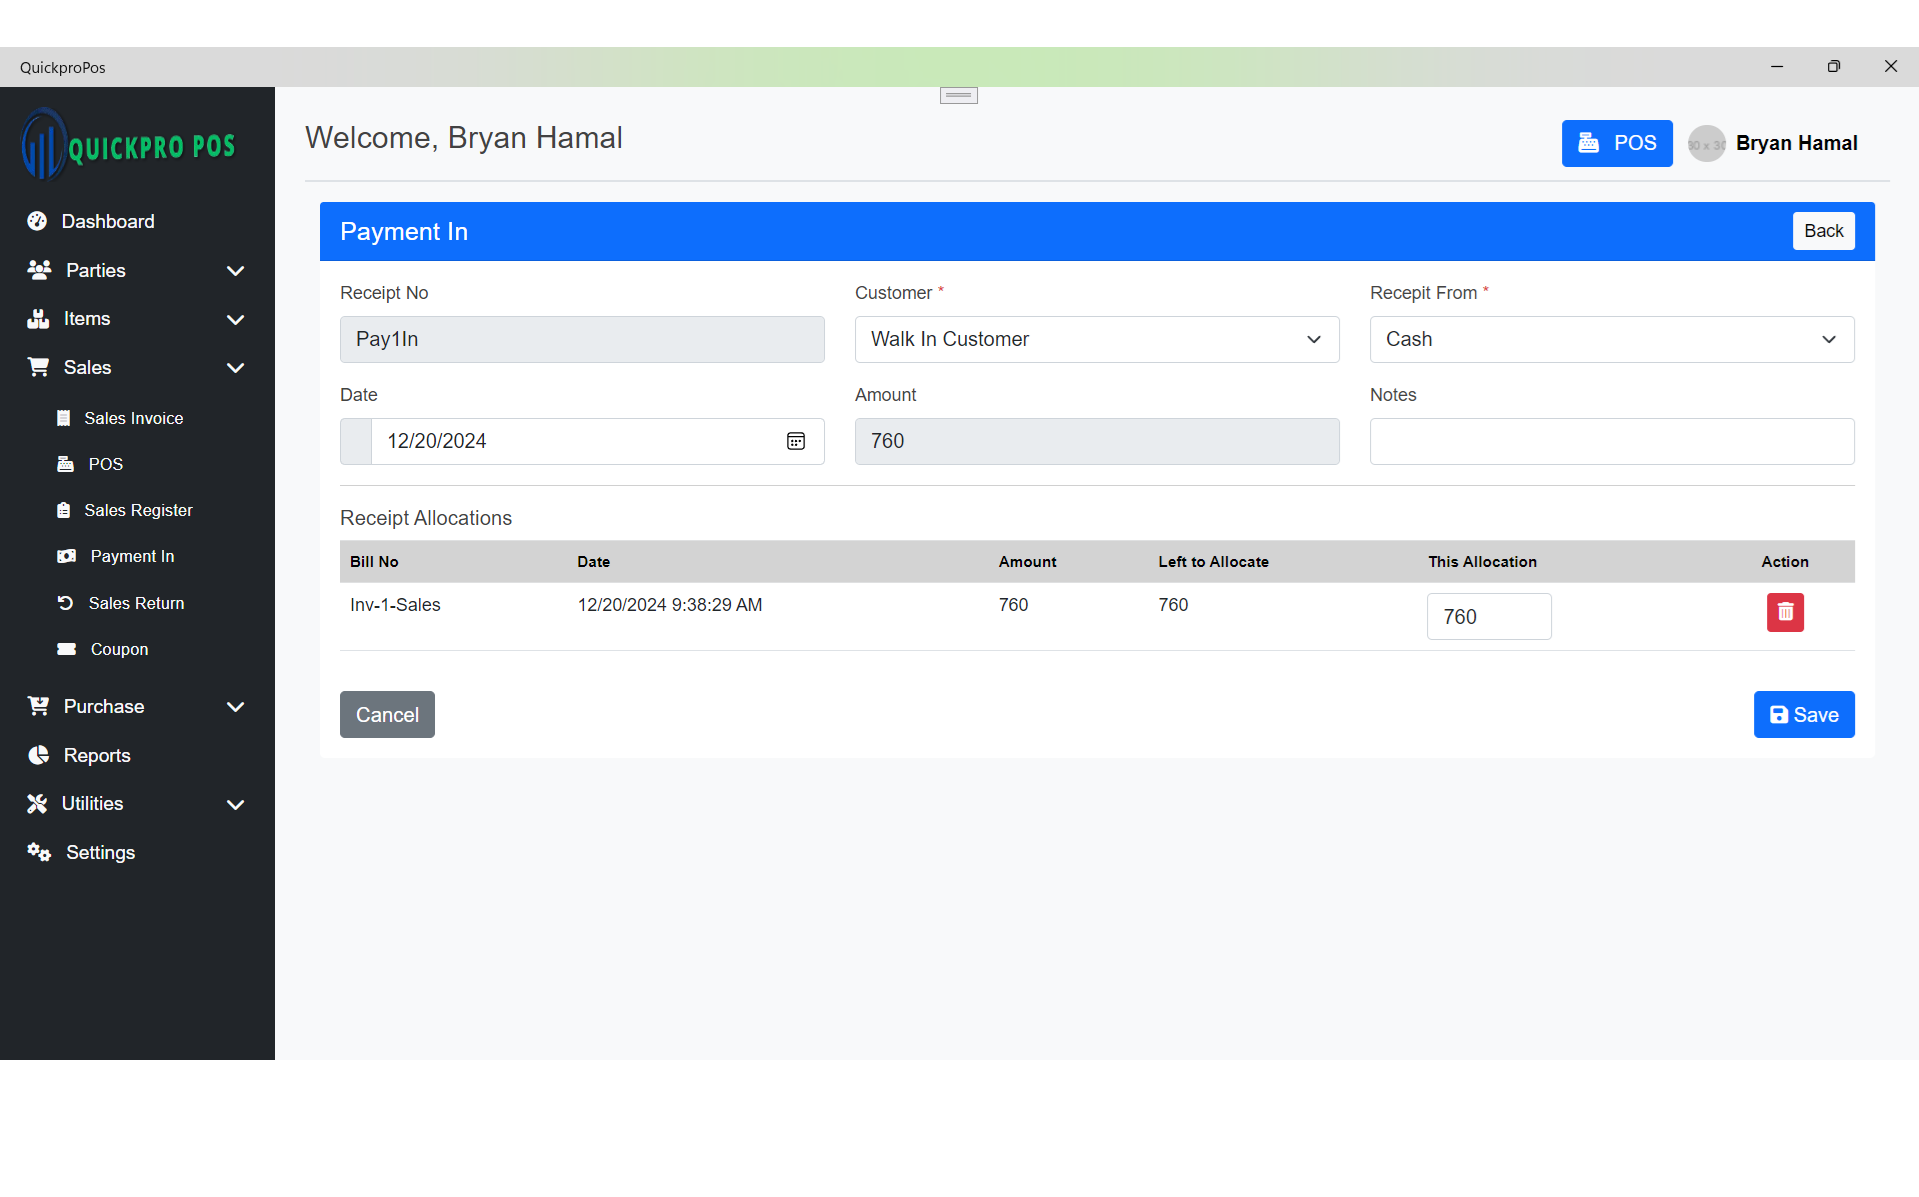 QuickproPos
QUICKPRO POS
Welcome, Bryan Hamal
POS
30 x 30
Bryan Hamal
Dashboard
Parties
Items
Sales
Sales Invoice
POS
Sales Register
Payment In
Sales Return
Coupon
Purchase
Reports
Utilities
Settings
Payment In
Back
Receipt No
Customer *
Recepit From *
Pay1In
Walk In Customer
Cash
Date
Amount
Notes
12/20/2024
760
Receipt Allocations
Bill No Date Amount Left to Allocate This Allocation Action
Inv-1-Sales 12/20/2024 9:38:29 AM 760 760 760
Cancel
Save